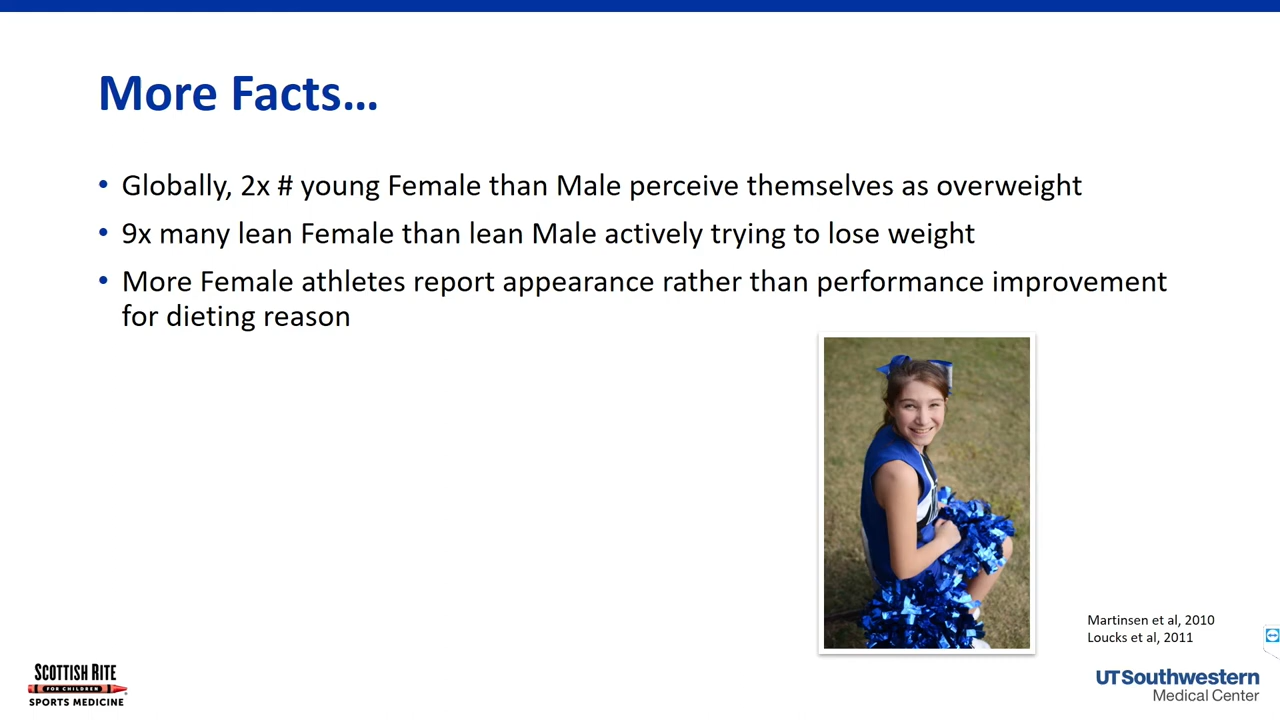 More Facts…
• Globally, 2x # young Female than Male perceive themselves as overweight
• 9x many lean Female than lean Male actively trying to lose weight
• More Female athletes report appearance rather than performance improvement
for dieting reason
Martinsen et al, 2010
Loucks et al, 2011
SCOTTISH RITE
FOR CHILDREN
SPORTS MEDICINE
UTSouthwestern
Medical Center